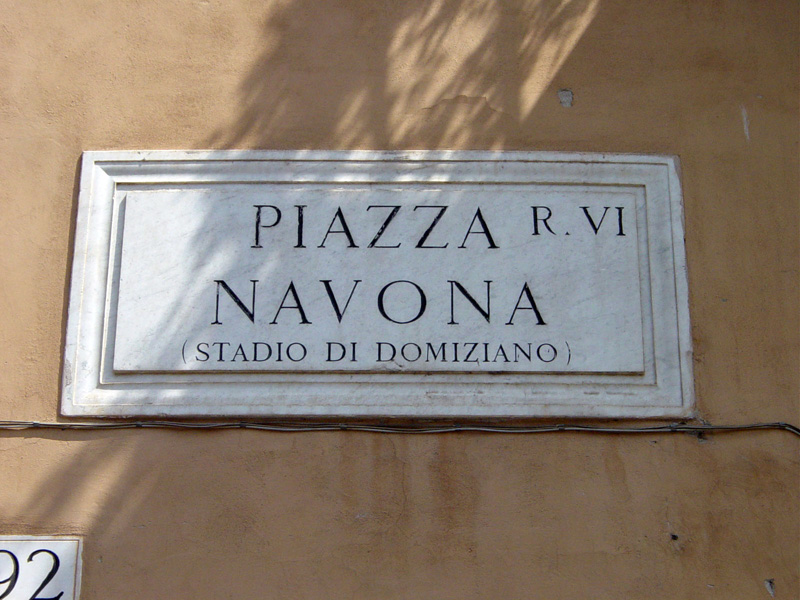 PIAZZA R. VI
NAVONA
(STADIO DI DOMIZIANO)
92